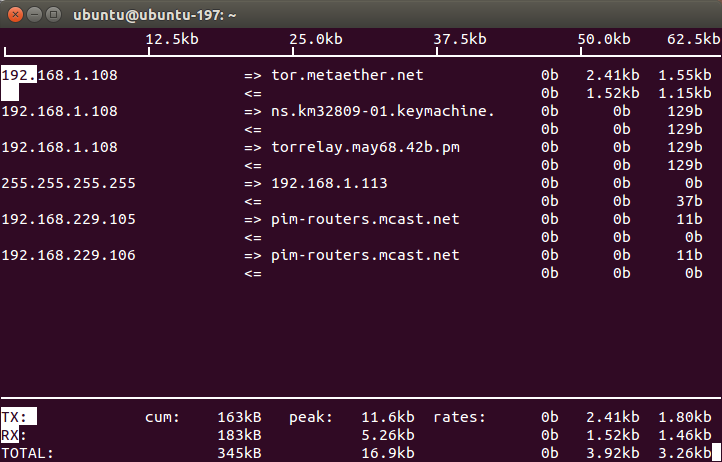 ubuntu@ubuntu-197: ~
12.5kb 25.0kb 37.5kb 50.0kb 62.5kb
192.168.1.108 => tor.metaether.net 0b 2.41kb 1.55kb
<= 0b 1.52kb 1.15kb
192.168.1.108 => ns.km32809-01.keymachine. 0b 0b 129b
<= 0b 0b 129b
192.168.1.108 => torrelay.may68.42b.pm 0b 0b 129b
<= 0b 0b 129b
255.255.255.255 => 192.168.1.113 0b 0b 0b
<= 0b 0b 37b
192.168.229.105 => pim-routers.mcast.net 0b 0b 11b
<= 0b 0b 0b
192.168.229.106 => pim-routers.mcast.net 0b 0b 11b
<= 0b 0b 0b
TX: cum: 163kB peak: 11.6kb rates: 0b 2.41kb 1.80kb
RX: 183kB 5.26kb 0b 1.52kb 1.46kb
TOTAL: 345kB 16.9kb 0b 3.92kb 3.26kb